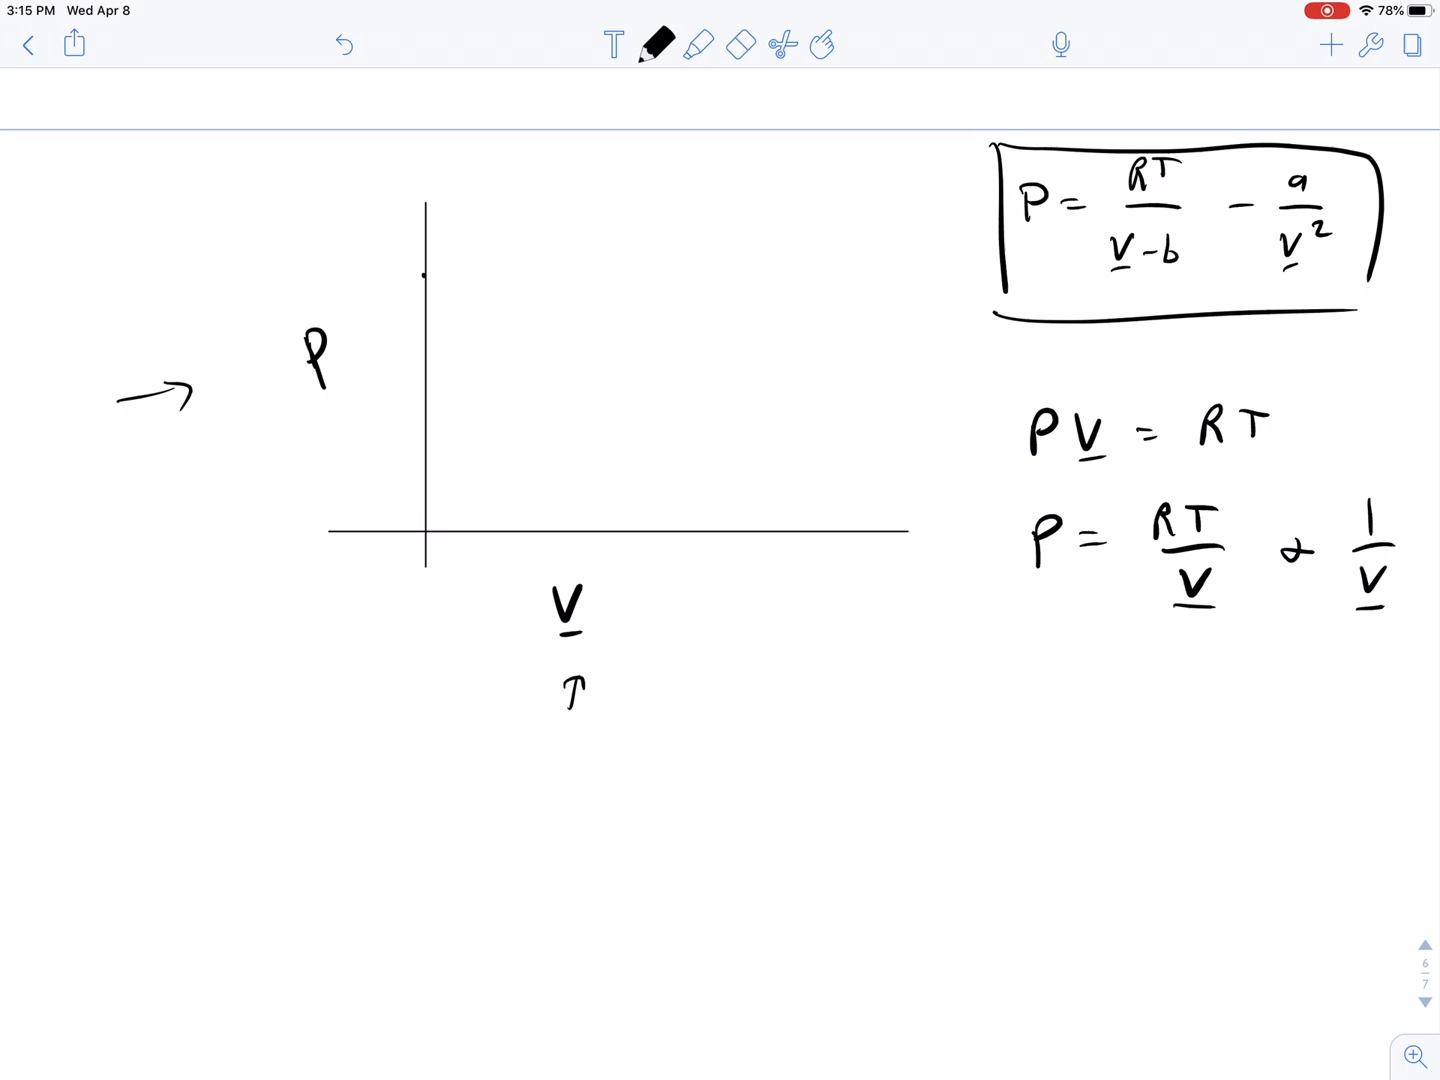 3:15 PM Wed Apr 8
78%
T
P = RT / V - b - a / V²
P
PV = RT
P = RT / V ∝ 1 / V
V
6
7